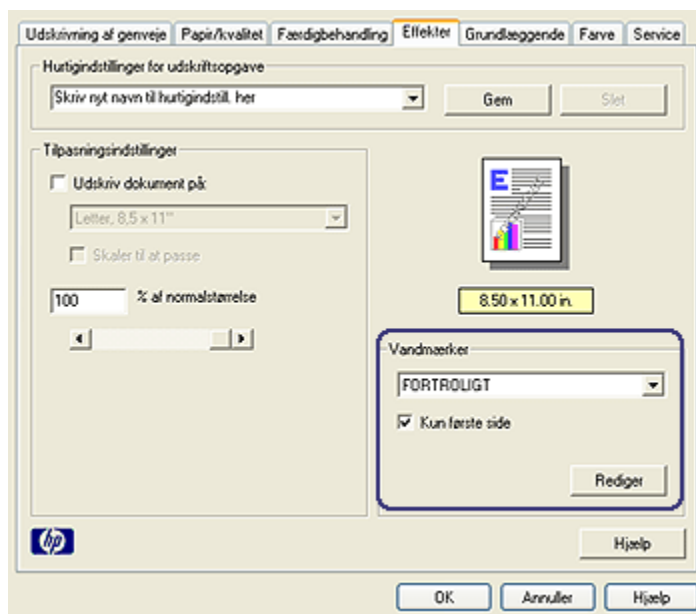 Udskrivning af genveje Papir/kvalitet Færdigbehandling Effekter Grundlæggende Farve Service
Hurtigindstillinger for udskriftsopgave
Skriv nyt navn til hurtigindstill. her
Gem
Slet
Tilpasningsindstillinger
Udskriv dokument på:
Letter, 8,5 x 11"
Skaler til at passe
100 % af normalstørrelse
E
8.50 x 11.00 in.
Vandmærker
FORTROLIGT
Kun første side
Rediger
hp
Hjælp
OK Annuller Hjælp